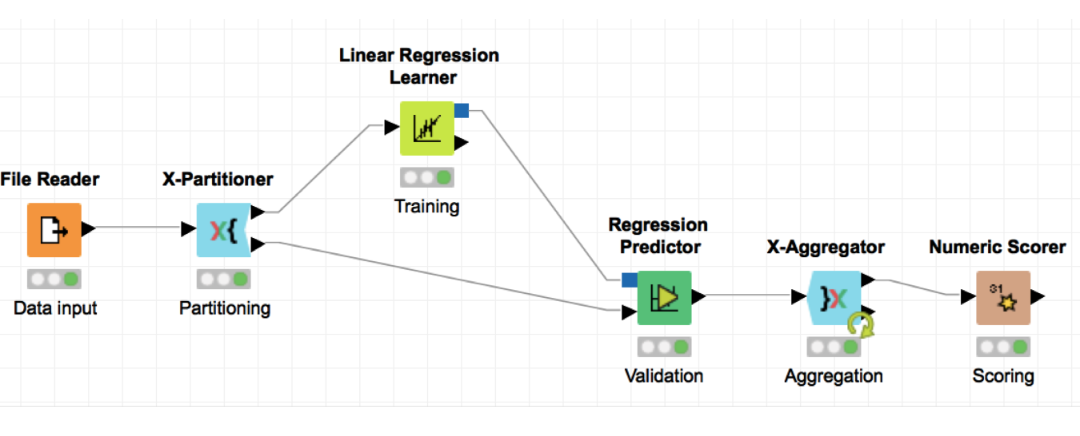 Linear Regression
Learner
File Reader
X-Partitioner
X{
Training
Regression
Predictor
X-Aggregator
Numeric Scorer
Data input
Partitioning
}X
Validation
Aggregation
Scoring